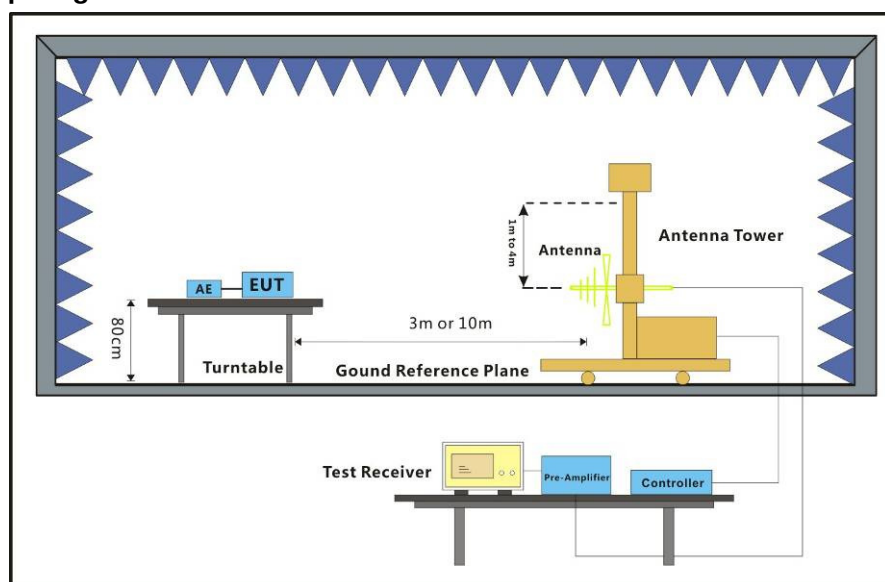 1m to 4m
Antenna
Antenna Tower
AE
EUT
80cm
3m or 10m
Turntable
Gound Reference Plane
Test Receiver
Pre-Amplifier
Controller